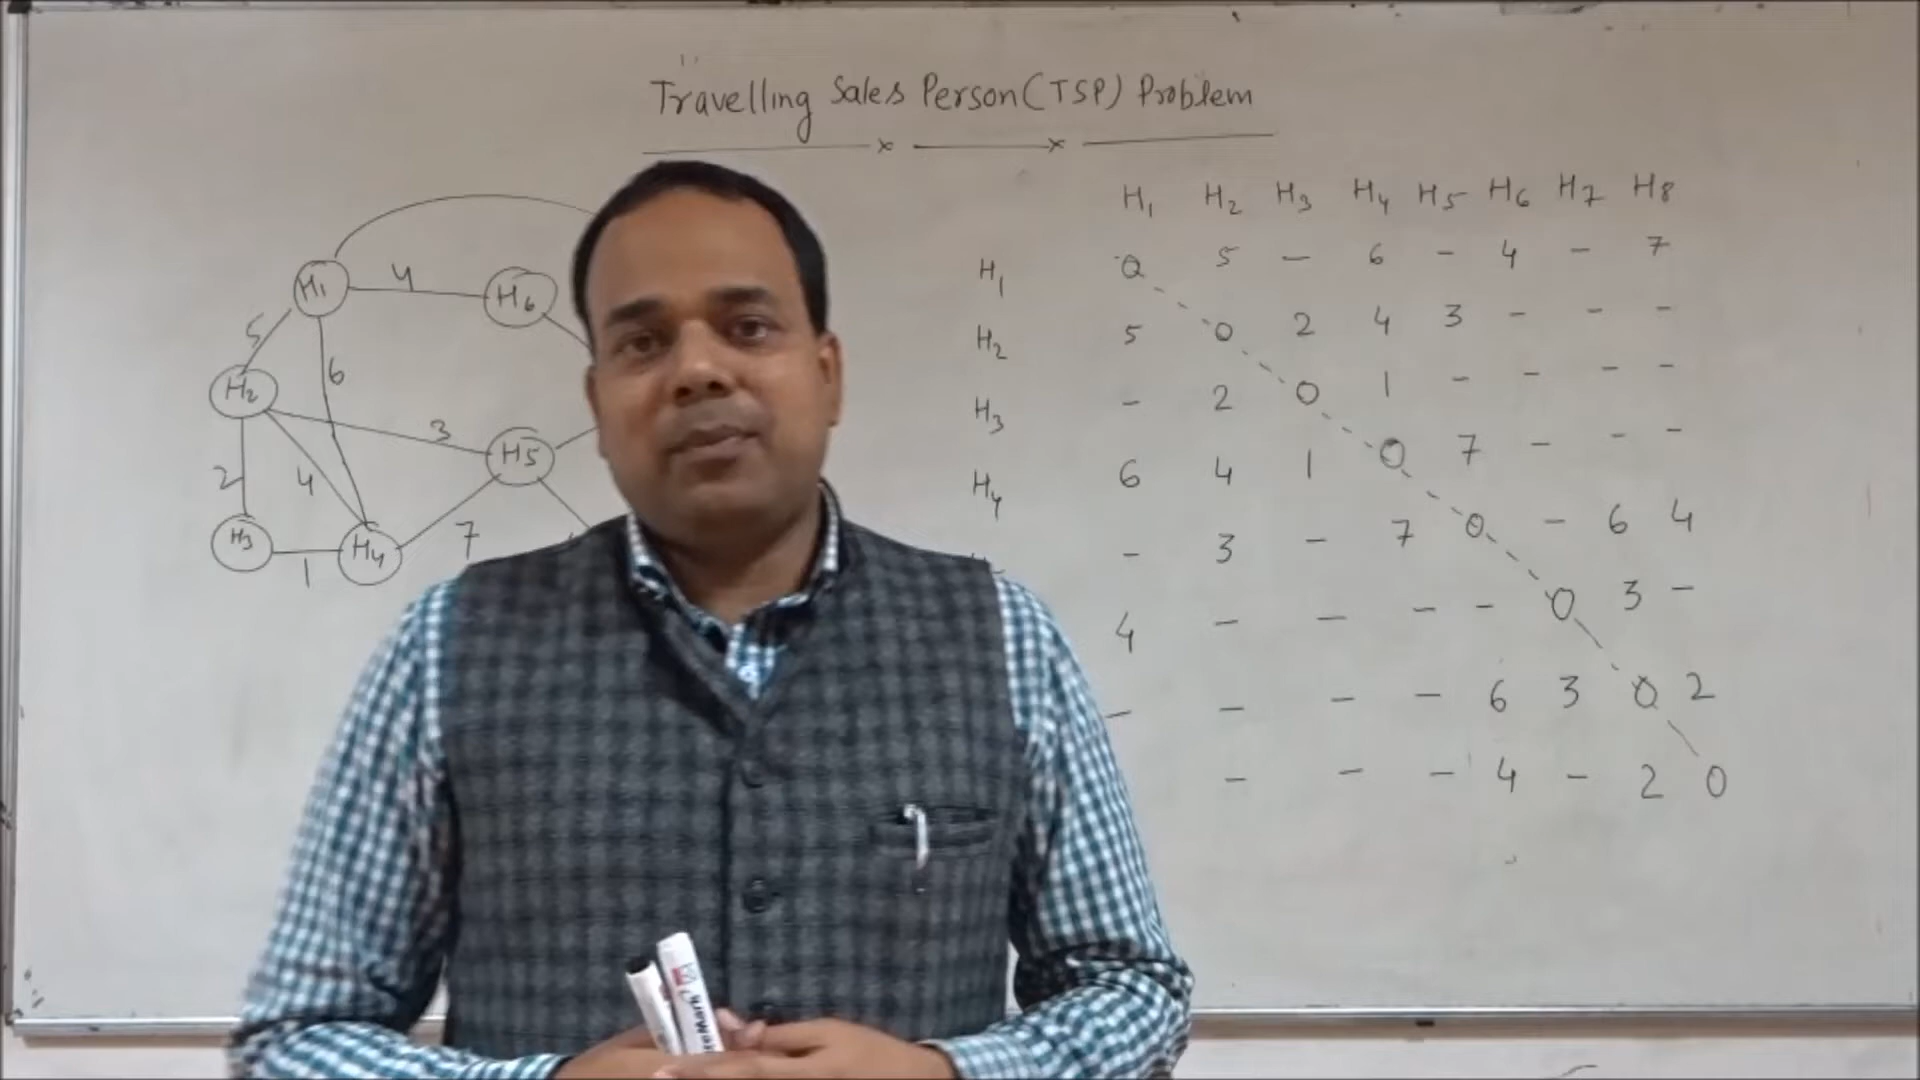 Travelling Sales Person (TSP) Problem
H1 H2 H3 H4 H5 H6 H7 H8
H1 0 5 - 6 - 4 - 7
H2 5 0 2 4 3 - - -
H3 - 2 0 1 - - - -
H4 6 4 1 0 7 - - -
- 3 - 7 0 - 6 4
4 - - - - 0 3 -
- - - - 6 3 0 2
- - - 4 - 2 0
H1 4 H6
5
6
H2
3
H5
2
4
H3
H4
7
1